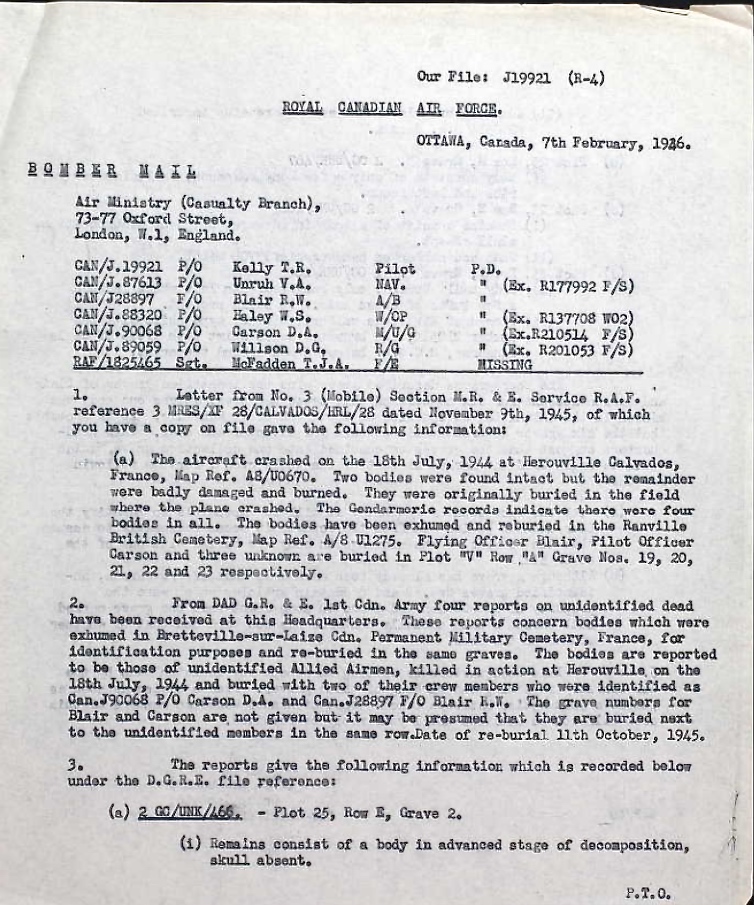 Our File: J19921 (R-4)
ROYAL CANADIAN AIR FORCE.
OTTAWA, Canada, 7th February, 1946.
BOMBER MAIL
Air Ministry (Casualty Branch),
73-77 Oxford Street,
London, W.1, England.
CAN/J.19921 P/O Kelly T.R. Pilot P.D.
CAN/J.87613 P/O Unruh V.A. NAV. " (Ex. R177992 F/S)
CAN/J28897 F/O Blair R.W. A/B "
CAN/J.88320 P/O Haley W.S. W/OP " (Ex. R137708 WO2)
CAN/J.90068 P/O Carson D.A. M/U/G " (Ex.R210514 F/S)
CAN/J.89059 P/O Willson D.G. R/G " (Ex. R201053 F/S)
RAF/1825465 Sgt. McFadden T.J.A. F/E MISSING
1. Letter from No. 3 (Mobile) Section M.R. & E. Service R.A.F.
reference 3 MRES/XF 28/CALVADOS/HRL/28 dated November 9th, 1945, of which
you have a copy on file gave the following information:
(a) The aircraft crashed on the 18th July, 1944 at Herouville Calvados,
France, Map Ref. A8/U0670. Two bodies were found intact but the remainder
were badly damaged and burned. They were originally buried in the field
where the plane crashed. The Gendarmeric records indicate there were four
bodies in all. The bodies have been exhumed and reburied in the Ranville
British Cemetery, Map Ref. A/8 U1275. Flying Officer Blair, Pilot Officer
Carson and three unknown are buried in Plot "V" Row "A" Grave Nos. 19, 20,
21, 22 and 23 respectively.
2. From DAD G.R. & E. 1st Cdn. Army four reports on unidentified dead
have been received at this Headquarters. These reports concern bodies which were
exhumed in Bretteville-sur-Laize Cdn. Permanent Military Cemetery, France, for
identification purposes and re-buried in the same graves. The bodies are reported
to be those of unidentified Allied Airmen, killed in action at Herouville on the
18th July, 1944 and buried with two of their crew members who were identified as
Can.J90068 P/O Carson D.A. and Can.J28897 F/O Blair R.W. The grave numbers for
Blair and Carson are not given but it may be presumed that they are buried next
to the unidentified members in the same row.Date of re-burial 11th October, 1945.
3. The reports give the following information which is recorded below
under the D.G.R.E. file reference:
(a) 2 GC/UNK/466. - Plot 25, Row E, Grave 2.
(i) Remains consist of a body in advanced stage of decomposition,
skull absent.
P.T.O.